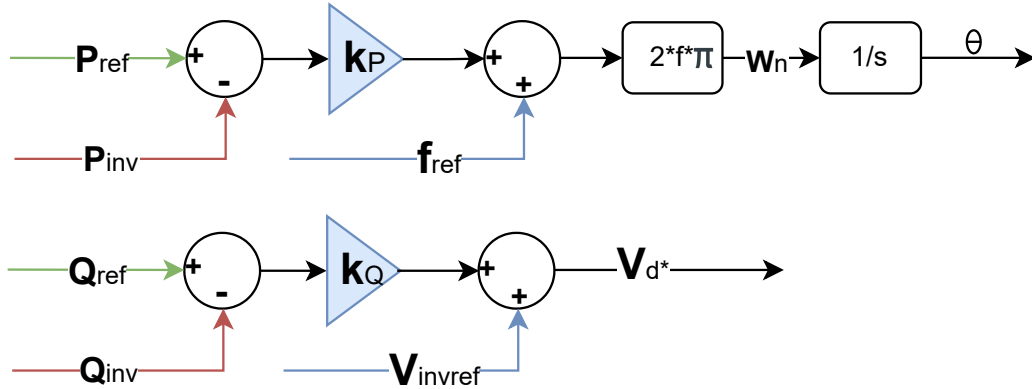 Pref + - kP + + 2*f*π wn 1/s θ
Pinv fref
Qref + - kQ + + Vd*
Qinv Vinvref